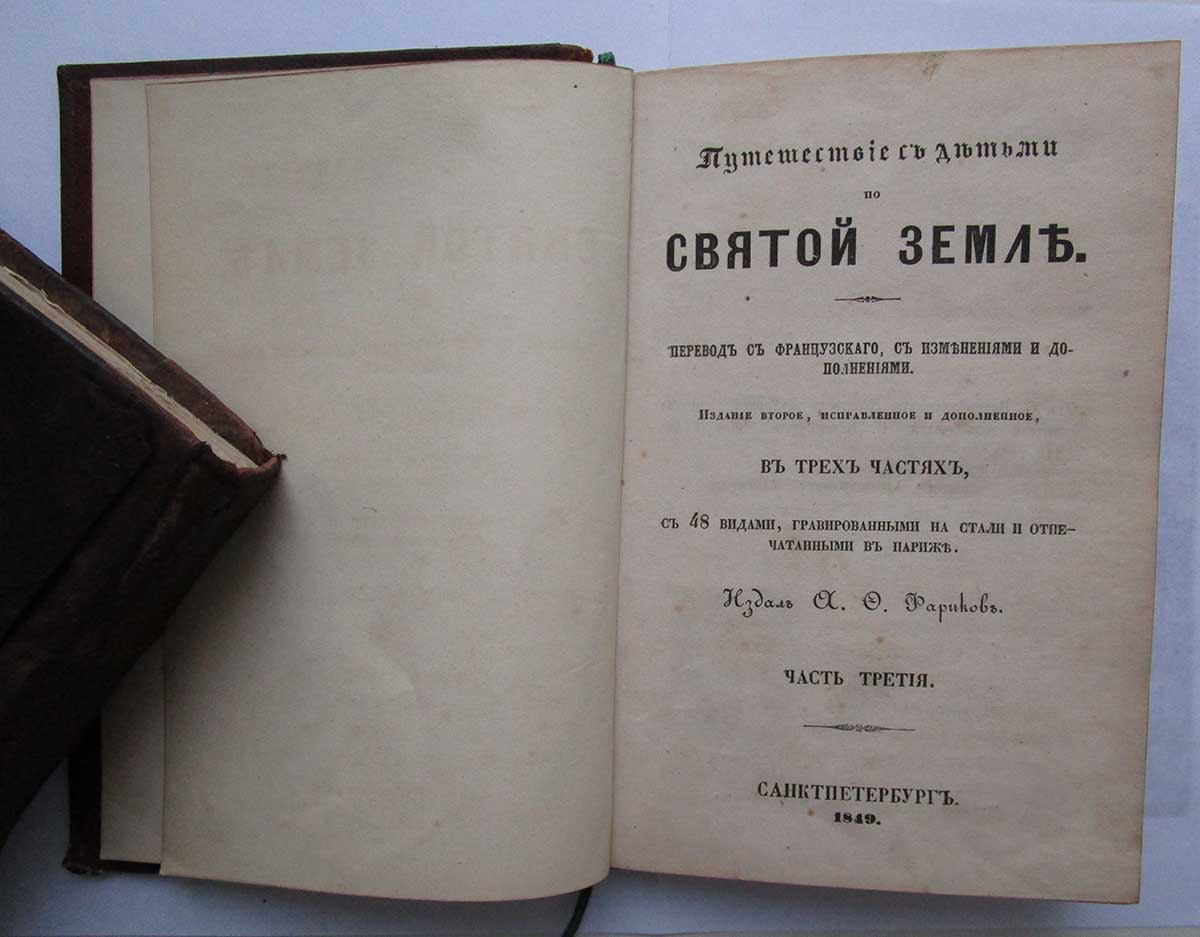 Путешествіе съ дѣтьми
по
СВЯТОЙ ЗЕМЛѢ.
ПЕРЕВОДЪ СЪ ФРАНЦУЗСКАГО, СЪ ИЗМѢНЕНІЯМИ И ДО-
ПОЛНЕНІЯМИ.
Изданіе второе, исправленное и дополненное,
ВЪ ТРЕХЪ ЧАСТЯХЪ,
СЪ 48 ВИДАМИ, ГРАВИРОВАННЫМИ НА СТАЛИ И ОТПЕ-
ЧАТАННЫМИ ВЪ ПАРИЖѢ.
Издалъ А. Ѳ. Фариковъ.
ЧАСТЬ ТРЕТІЯ.
САНКТПЕТЕРБУРГЪ.
1849.